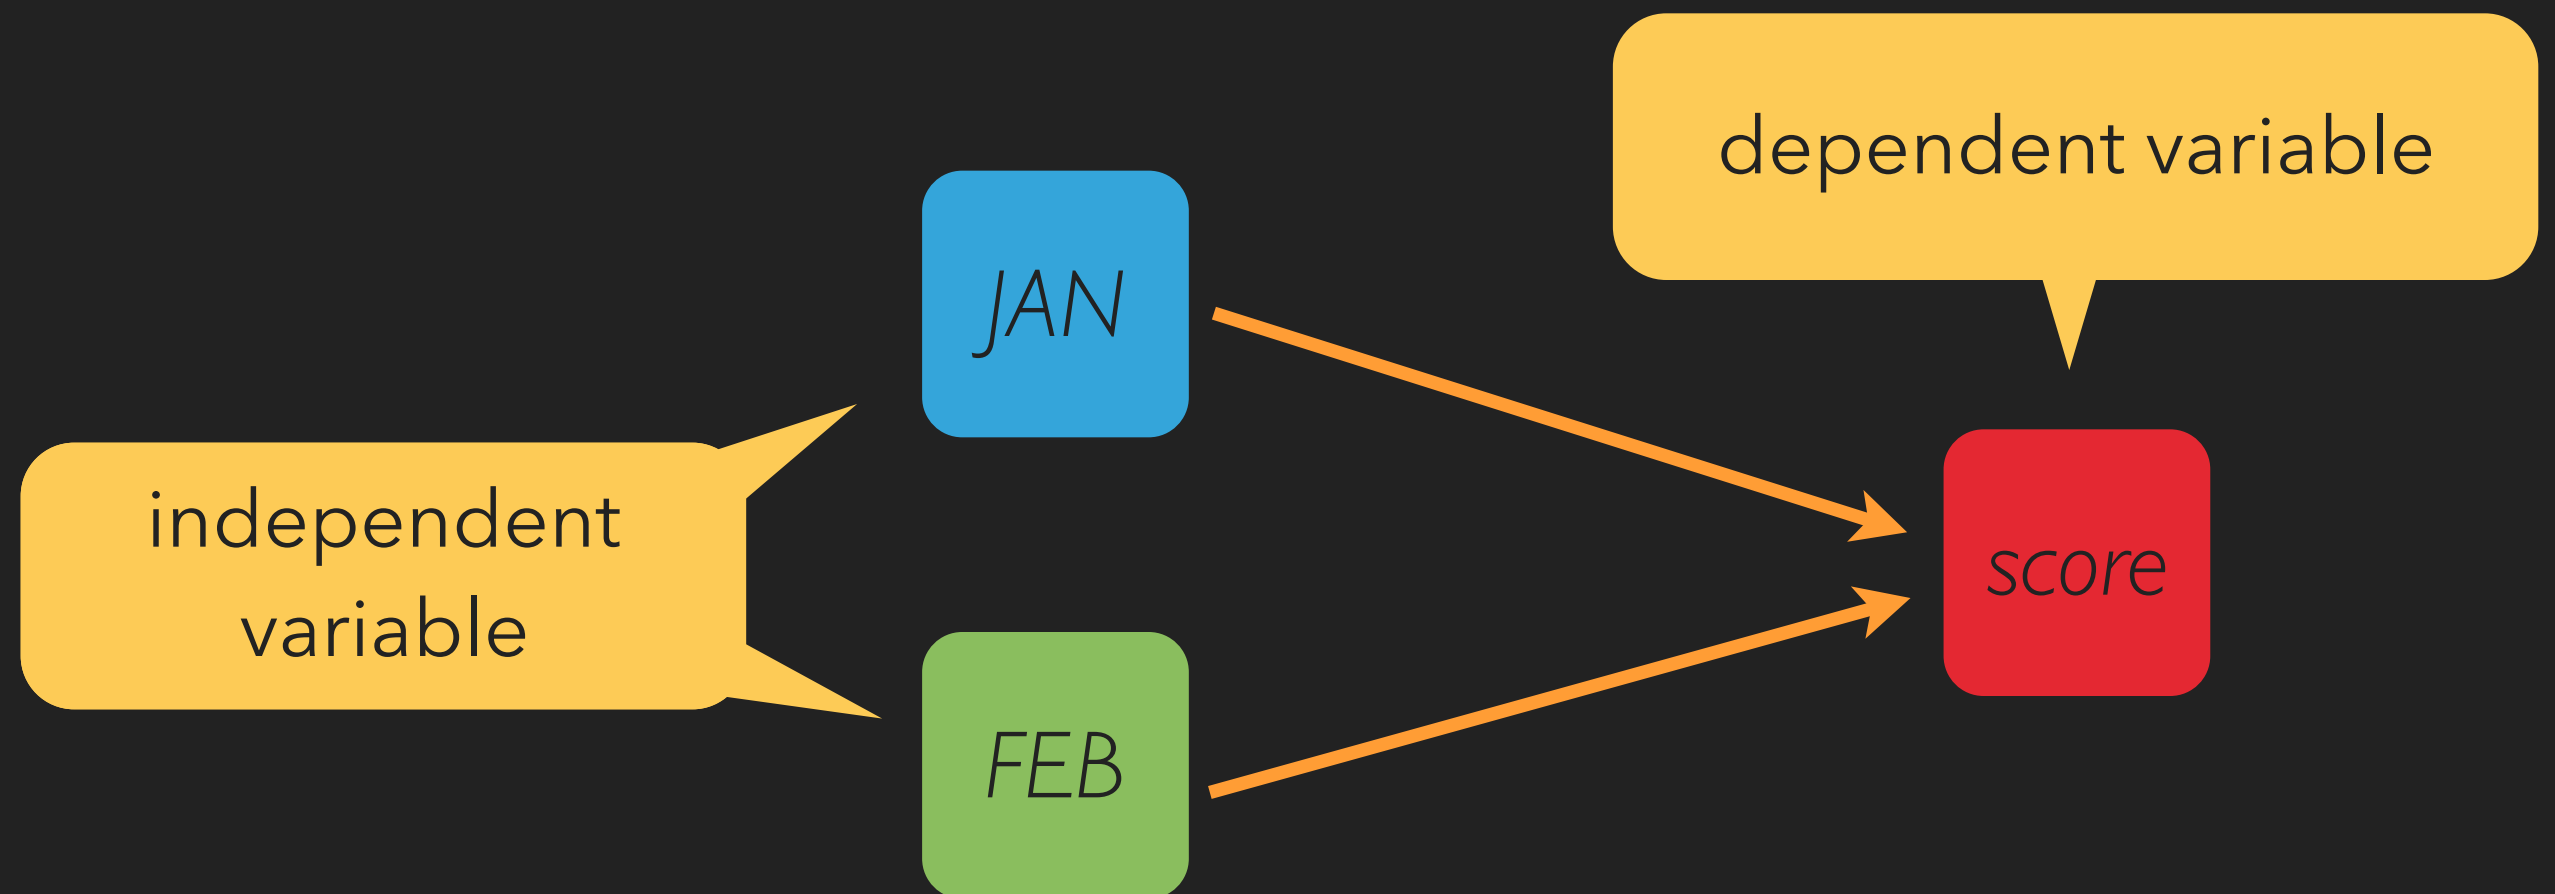 dependent variable
JAN
independent
variable
score
FEB